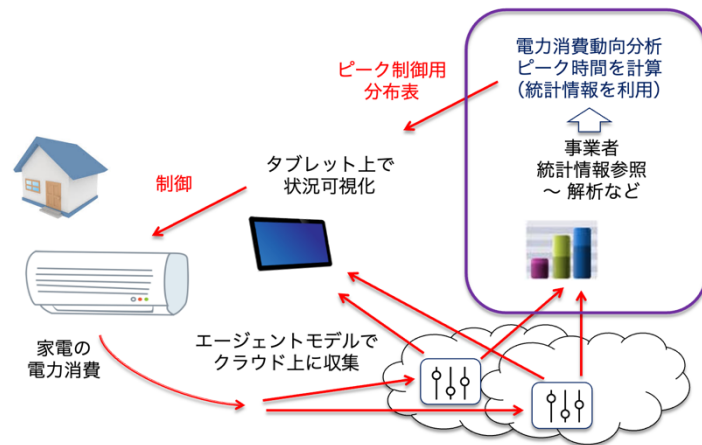 電力消費動向分析
ピーク時間を計算
（統計情報を利用）
ピーク制御用
分布表
事業者
統計情報参照
～ 解析など
タブレット上で
状況可視化
制御
エージェントモデルで
クラウド上に収集
家電の
電力消費